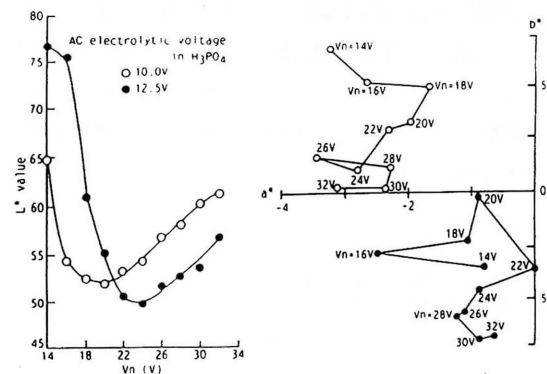 AC electrolytic voltage
in H₃PO₄
○ 10.0V
● 12.5V
80
75
70
65
60
55
50
45
14
18
22
26
30
34
L* value
Vn (V)
b*
5
0
5
a*
-4
-2
0
Vn=14V
Vn=16V
Vn=18V
20V
22V
24V
26V
28V
30V
32V
20V
18V
Vn=16V
14V
22V
24V
26V
Vn=28V
30V
32V